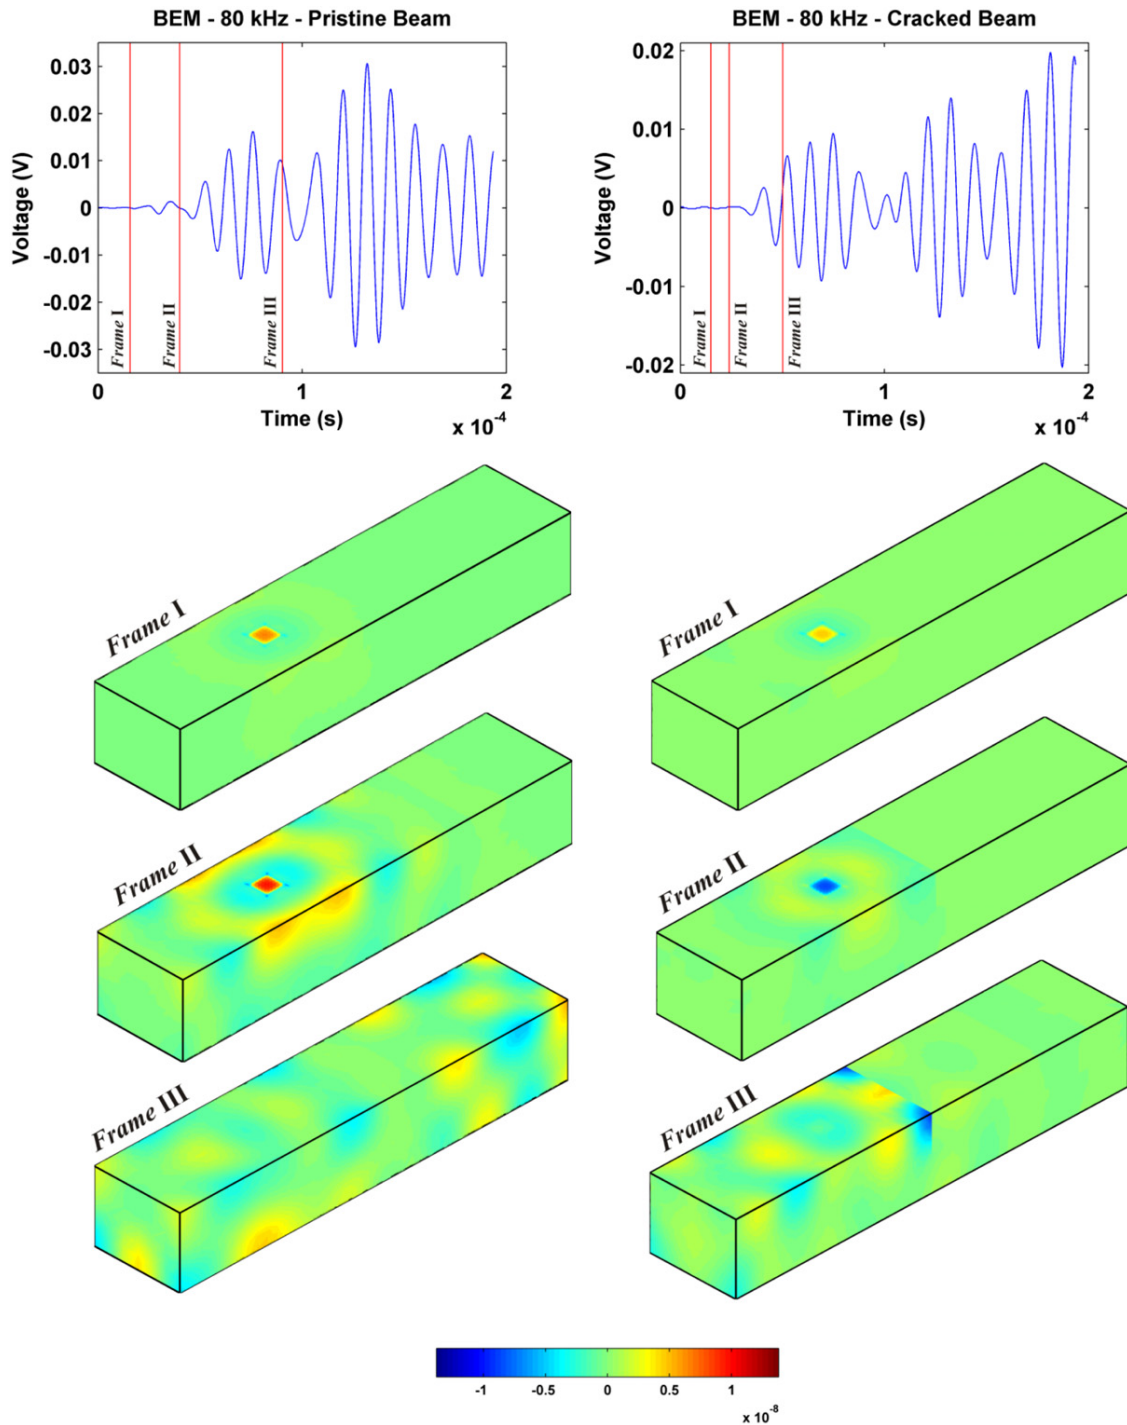 BEM - 80 kHz - Pristine Beam
0.03
0.02
0.01
0
-0.01
-0.02
-0.03
Voltage (V)
Frame I
Frame II
Frame III
0
1
2
Time (s)
x 10-4
BEM - 80 kHz - Cracked Beam
0.02
0.01
0
-0.01
-0.02
Voltage (V)
Frame I
Frame II
Frame III
0
1
2
Time (s)
x 10-4
Frame I
Frame I
Frame II
Frame II
Frame III
Frame III
-1
-0.5
0
0.5
1
x 10-8